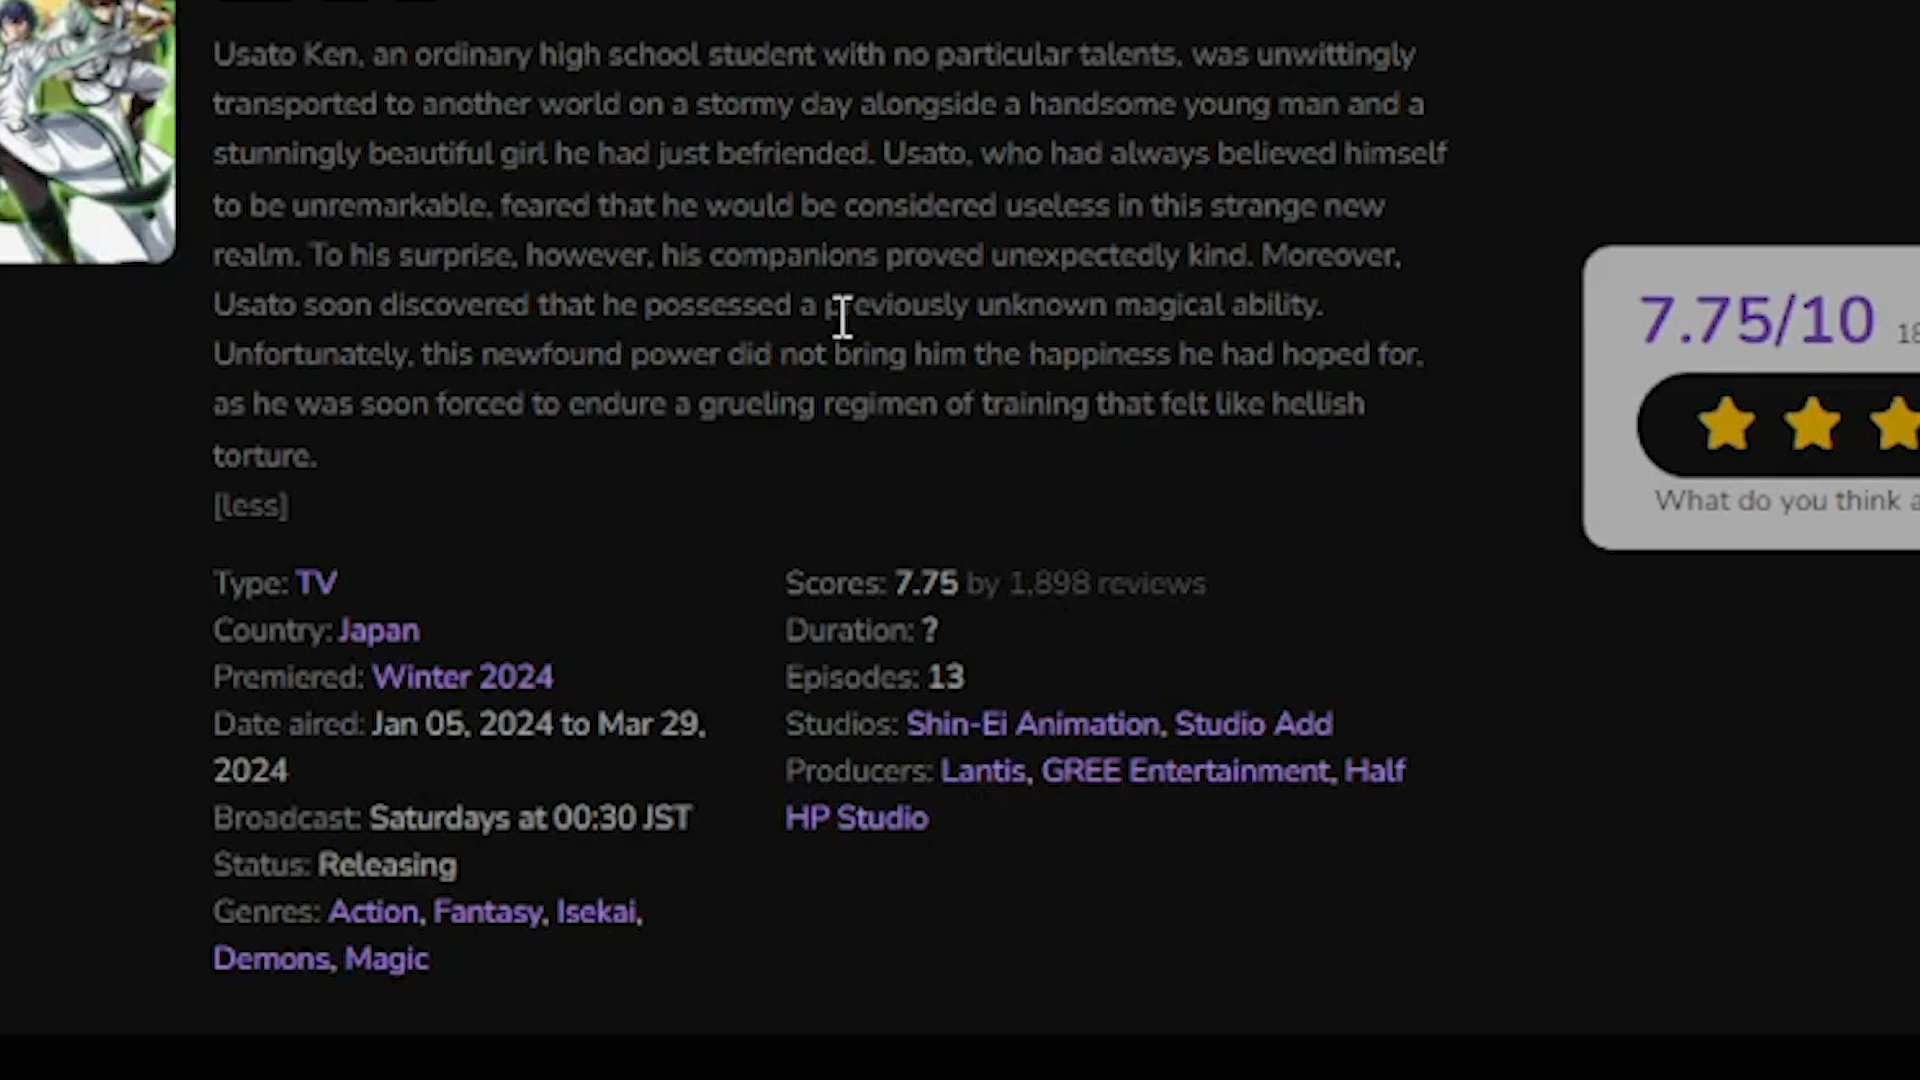 Usato Ken, an ordinary high school student with no particular talents, was unwittingly
transported to another world on a stormy day alongside a handsome young man and a
stunningly beautiful girl he had just befriended. Usato, who had always believed himself
to be unremarkable, feared that he would be considered useless in this strange new
realm. To his surprise, however, his companions proved unexpectedly kind. Moreover,
Usato soon discovered that he possessed a previously unknown magical ability.
Unfortunately, this newfound power did not bring him the happiness he had hoped for,
as he was soon forced to endure a grueling regimen of training that felt like hellish
torture.
[less]
Type: TV
Country: Japan
Premiered: Winter 2024
Date aired: Jan 05, 2024 to Mar 29,
2024
Broadcast: Saturdays at 00:30 JST
Status: Releasing
Genres: Action, Fantasy, Isekai,
Demons, Magic
Scores: 7.75 by 1,898 reviews
Duration: ?
Episodes: 13
Studios: Shin-Ei Animation, Studio Add
Producers: Lantis, GREE Entertainment, Half
HP Studio
7.75/10 18
What do you think a